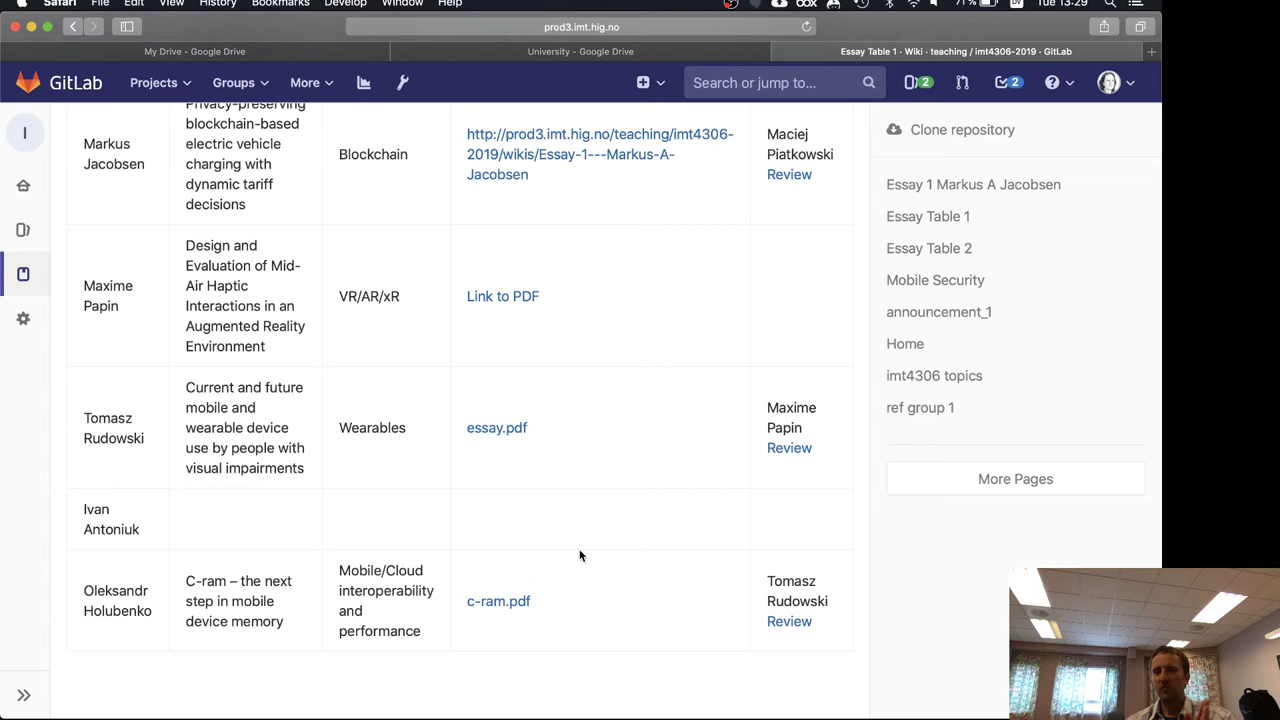 Safari File Edit View History Bookmarks Develop Window Help
71% Tue 13:29
prod3.imt.hig.no
My Drive - Google Drive
University - Google Drive
Essay Table 1 · Wiki · teaching / imt4306-2019 · GitLab
GitLab Projects Groups More
Search or jump to…
2
2
I
Markus
Jacobsen
Privacy-preserving
blockchain-based
electric vehicle
charging with
dynamic tariff
decisions
Blockchain
http://prod3.imt.hig.no/teaching/imt4306-
2019/wikis/Essay-1---Markus-A-
Jacobsen
Maciej
Piatkowski
Review
Maxime
Papin
Design and
Evaluation of Mid-
Air Haptic
Interactions in an
Augmented Reality
Environment
VR/AR/xR
Link to PDF
Tomasz
Rudowski
Current and future
mobile and
wearable device
use by people with
visual impairments
Wearables
essay.pdf
Maxime
Papin
Review
Ivan
Antoniuk
Oleksandr
Holubenko
C-ram – the next
step in mobile
device memory
Mobile/Cloud
interoperability
and
performance
c-ram.pdf
Tomasz
Rudowski
Review
Clone repository
Essay 1 Markus A Jacobsen
Essay Table 1
Essay Table 2
Mobile Security
announcement_1
Home
imt4306 topics
ref group 1
More Pages